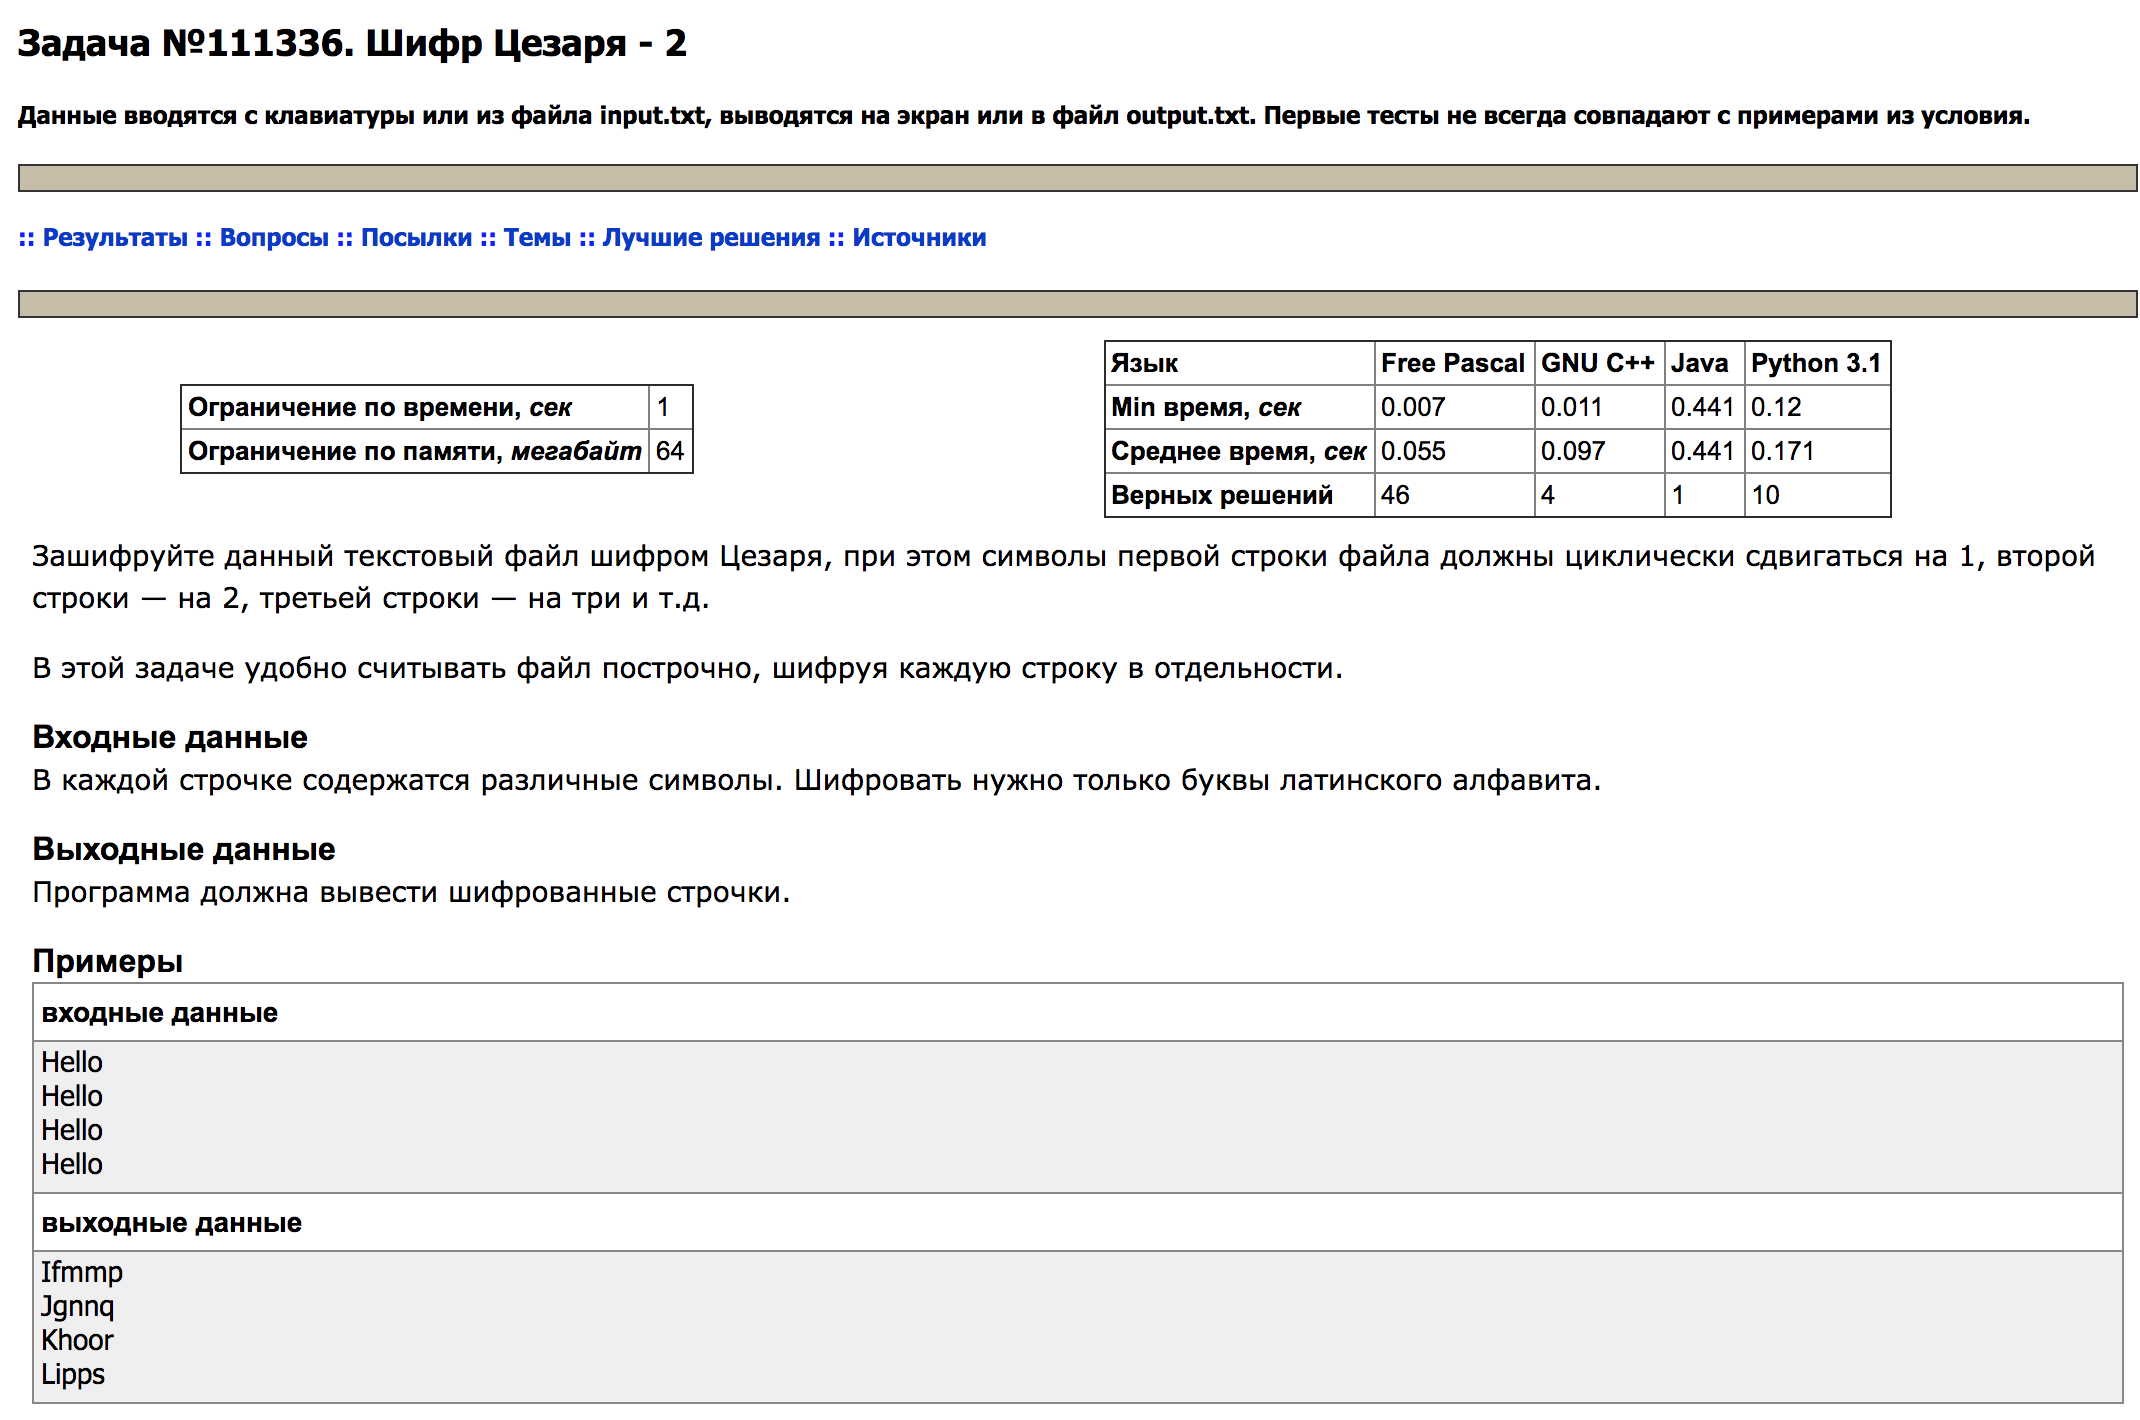 Задача №111336. Шифр Цезаря - 2
Данные вводятся с клавиатуры или из файла input.txt, выводятся на экран или в файл output.txt. Первые тесты не всегда совпадают с примерами из условия.
:: Результаты :: Вопросы :: Посылки :: Темы :: Лучшие решения :: Источники
Ограничение по времени, сек 1
Ограничение по памяти, мегабайт 64
Язык Free Pascal GNU C++ Java Python 3.1
Min время, сек 0.007 0.011 0.441 0.12
Среднее время, сек 0.055 0.097 0.441 0.171
Верных решений 46 4 1 10
Зашифруйте данный текстовый файл шифром Цезаря, при этом символы первой строки файла должны циклически сдвигаться на 1, второй
строки — на 2, третьей строки — на три и т.д.
В этой задаче удобно считывать файл построчно, шифруя каждую строку в отдельности.
Входные данные
В каждой строчке содержатся различные символы. Шифровать нужно только буквы латинского алфавита.
Выходные данные
Программа должна вывести шифрованные строчки.
Примеры
входные данные
Hello
Hello
Hello
Hello
выходные данные
Ifmmp
Jgnnq
Khoor
Lipps